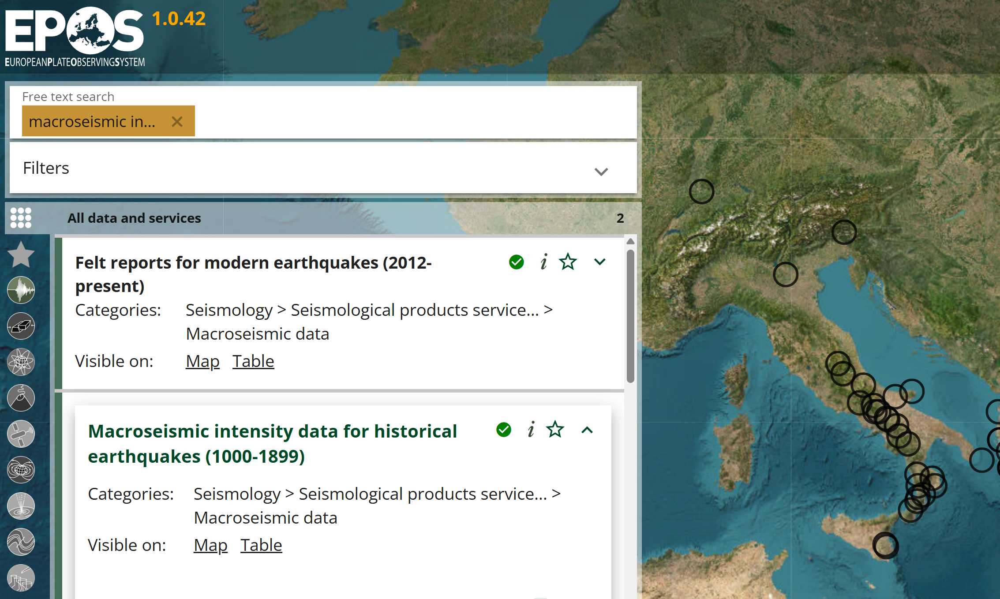 EPOS 1.0.42
EUROPEANPLATEOBSERVINGSYSTEM
Free text search
macroseismic in...
Filters
All data and services 2
Felt reports for modern earthquakes (2012-
present)
Categories: Seismology > Seismological products service... >
Macroseismic data
Visible on: Map Table
Macroseismic intensity data for historical
earthquakes (1000-1899)
Categories: Seismology > Seismological products service... >
Macroseismic data
Visible on: Map Table